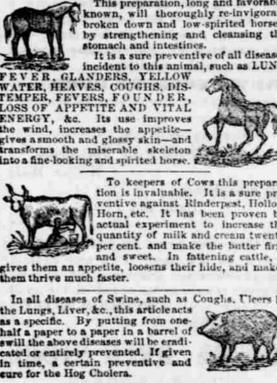 This preparation, long and favorably
known, will thoroughly re-invigorate
broken down and low-spirited horses,
by strengthening and cleansing the
stomach and intestines.
It is a sure preventive of all diseases
incident to this animal, such as LUNG
FEVER, GLANDERS, YELLOW
WATER, HEAVES, COUGHS, DIS-
TEMPER, FEVERS, FOUNDER,
LOSS OF APPETITE AND VITAL
ENERGY, &c. Its use improves
the wind, increases the appetite—
gives a smooth and glossy skin—and
transforms the miserable skeleton
into a fine-looking and spirited horse.
To keepers of Cows this prepara-
tion is invaluable. It is a sure pre-
ventive against Rinderpest, Hollow
Horn, etc. It has been proven by
actual experiment to increase the
quantity of milk and cream twenty
per cent. and make the butter firm
and sweet. In fattening cattle, it
gives them an appetite, loosens their hide, and makes
them thrive much faster.
In all diseases of Swine, such as Coughs, Ulcers in
the Lungs, Liver, &c., this article acts
as a specific. By putting from one-
half a paper to a paper in a barrel of
swill the above diseases will be eradi-
cated or entirely prevented. If given
in time, a certain preventive and
cure for the Hog Cholera.